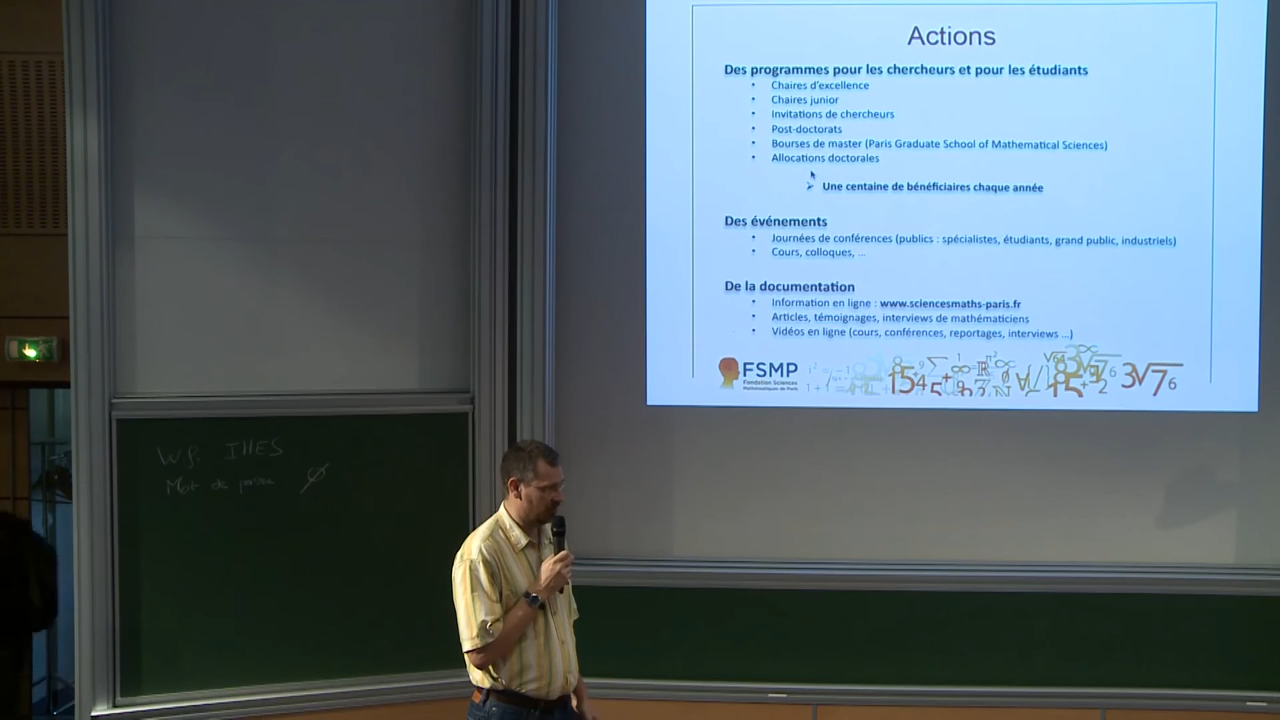 Actions
Des programmes pour les chercheurs et pour les étudiants
• Chaires d'excellence
• Chaires junior
• Invitations de chercheurs
• Post-doctorats
• Bourses de master (Paris Graduate School of Mathematical Sciences)
• Allocations doctorales
➢ Une centaine de bénéficiaires chaque année
Des événements
• Journées de conférences (publics : spécialistes, étudiants, grand public, industriels)
• Cours, colloques, ...
De la documentation
• Information en ligne : www.sciencesmaths-paris.fr
• Articles, témoignages, interviews de mathématiciens
• Vidéos en ligne (cours, conférences, reportages, interviews ...)
FSMP
Fondation Sciences
Mathématiques de Paris
3√76
IHES
Mot de passe ∅